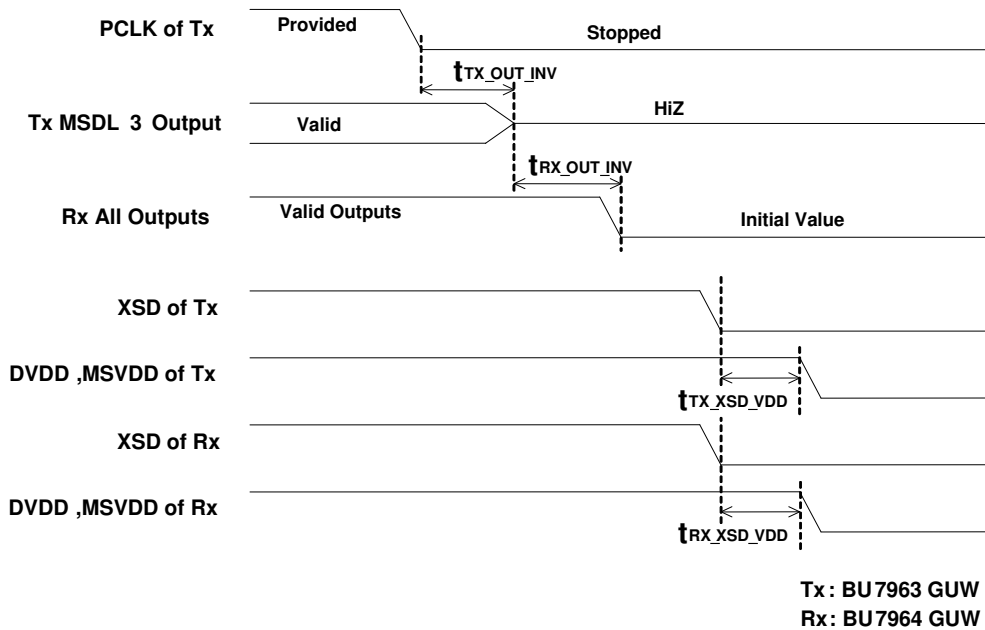 PCLK of Tx
Provided
Stopped
tTX_OUT_INV
Tx MSDL 3 Output
Valid
HiZ
tRX_OUT_INV
Rx All Outputs
Valid Outputs
Initial Value
XSD of Tx
DVDD ,MSVDD of Tx
tTX_XSD_VDD
XSD of Rx
DVDD ,MSVDD of Rx
tRX_XSD_VDD
Tx : BU7963 GUW
Rx : BU7964 GUW